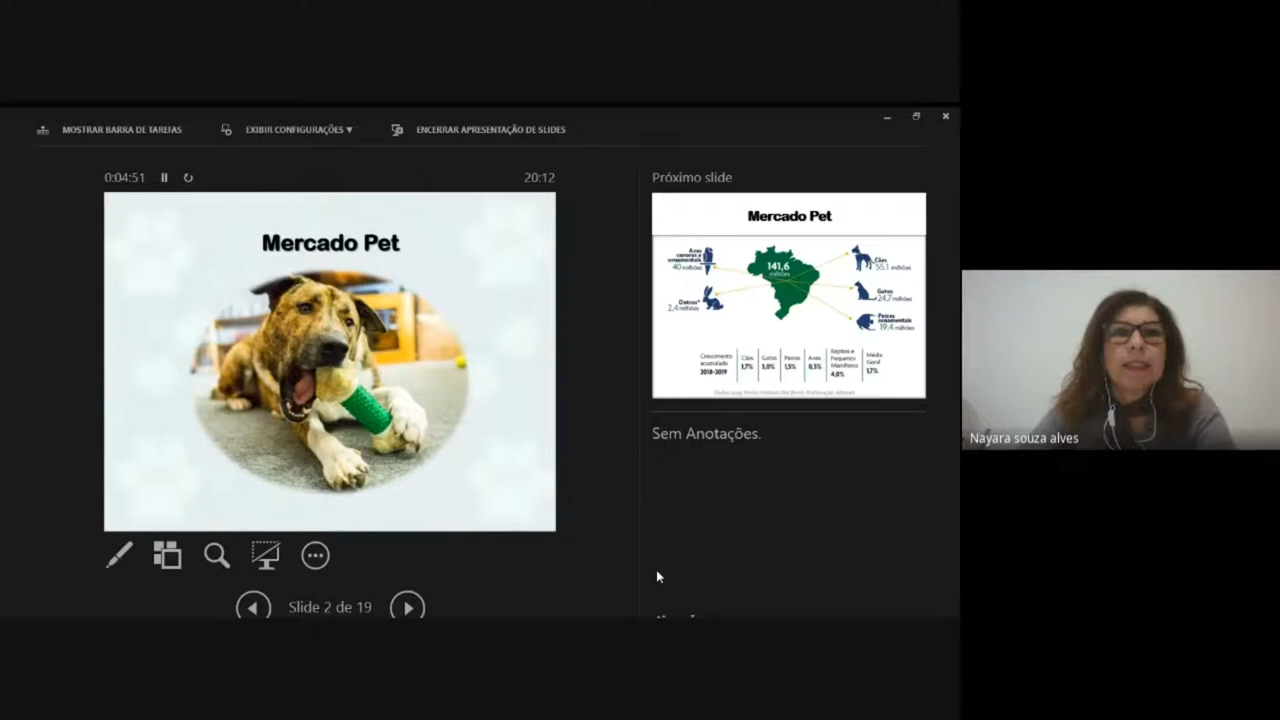 MOSTRAR BARRA DE TAREFAS
EXIBIR CONFIGURAÇÕES ▼
ENCERRAR APRESENTAÇÃO DE SLIDES
0:04:51
20:12
Mercado Pet
Slide 2 de 19
Próximo slide
Mercado Pet
Aves
canoras e
ornamentais
40 milhões
141,6
milhões
Cães
55,1 milhões
Outros*
2,4 milhões
Gatos
24,7 milhões
Peixes
ornamentais
19,4 milhões
Crescimento
acumulado
2018-2019
Cães
1,7%
Gatos
3,0%
Peixes
1,5%
Aves
0,5%
Répteis e
Pequenos
Mamíferos
4,0%
Média
Geral
1,7%
Sem Anotações.
Nayara souza alves